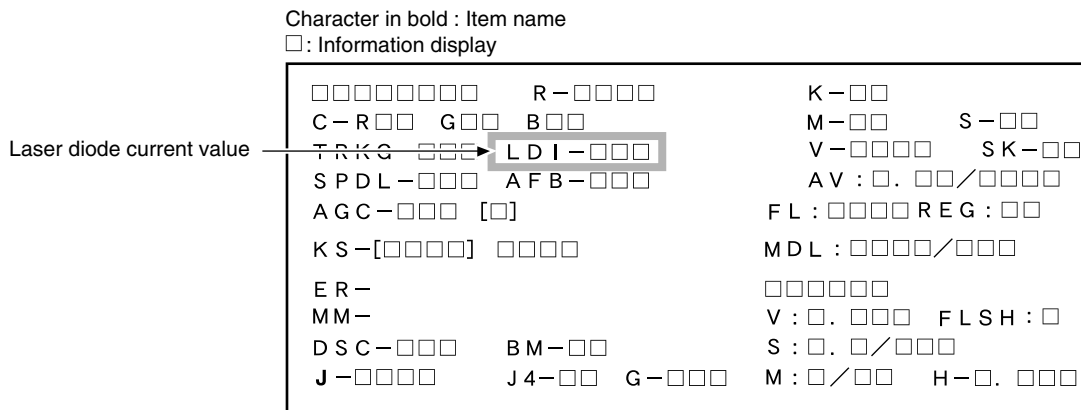 Character in bold : Item name
□ : Information display
Laser diode current value
□□□□□□□□ R－□□□□ K－□□
C－R□□ G□□ B□□ M－□□ S－□□
TRKG－□□□ LDI－□□□ V－□□□□ SK－□□
SPDL－□□□ AFB－□□□ AV：□．□□／□□□□
AGC－□□□ [□] FL：□□□□ REG：□□
KS－[□□□□] □□□□ MDL：□□□□／□□□
ER－ □□□□□□
MM－ V：□．□□□ FLSH：□
DSC－□□□ BM－□□ S：□．□／□□□
J－□□□□ J4－□□ G－□□□ M：□／□□ H－□．□□□